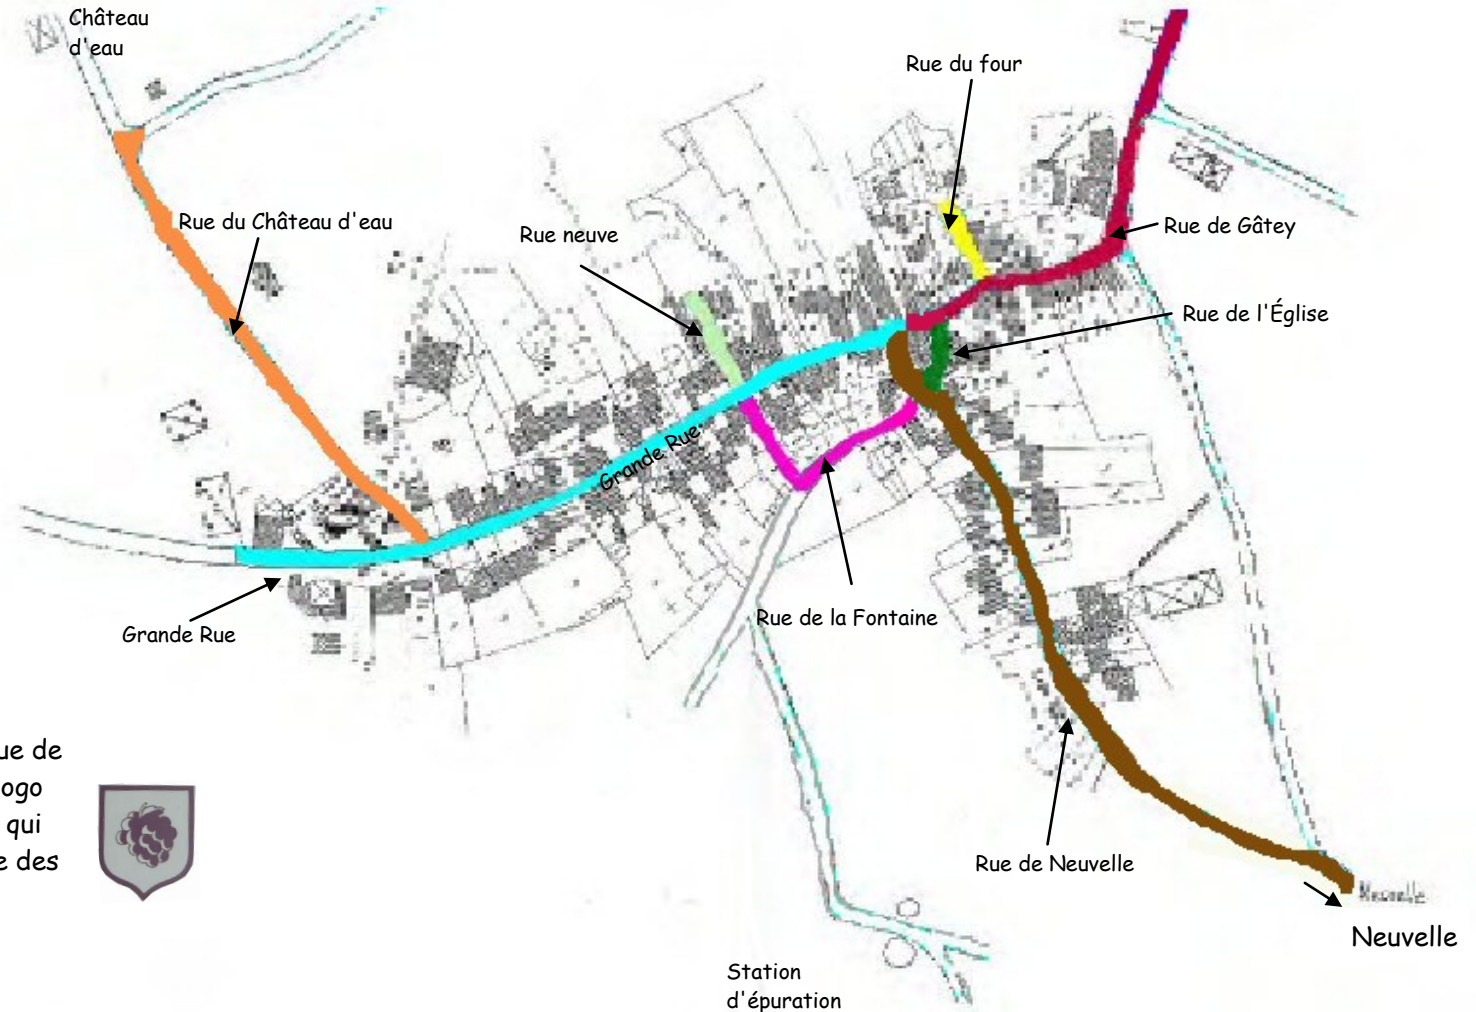 Château
d'eau
Rue du four
Rue du Château d'eau
Rue neuve
Rue de Gâtey
Rue de l'Église
Grande Rue
Rue de la Fontaine
Grande Rue
ue de
ogo
qui
e des
Rue de Neuvelle
Neuvelle
Neuvelle
Station
d'épuration